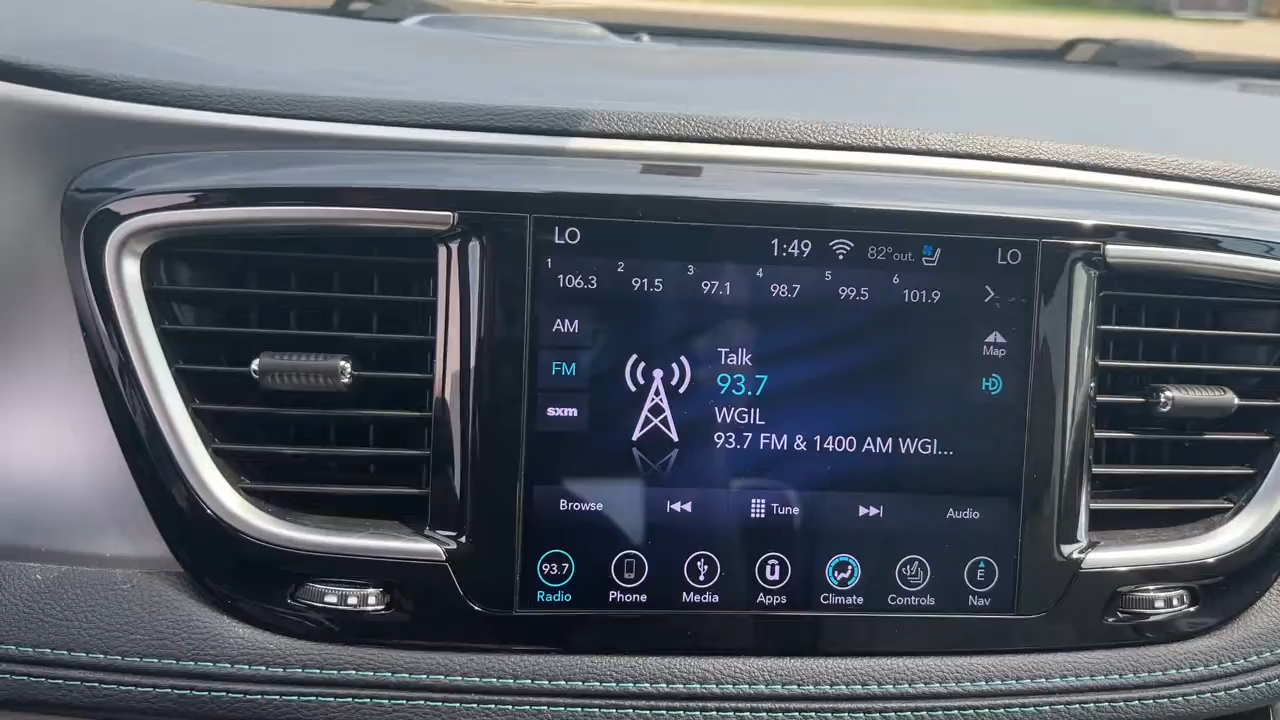 LO 1:49 82°out. LO
1 106.3 2 91.5 3 97.1 4 98.7 5 99.5 6 101.9
AM
FM
sxm
Talk
93.7
WGIL
93.7 FM & 1400 AM WGI...
Map
HD
Browse Tune Audio
93.7 E
Radio Phone Media Apps Climate Controls Nav